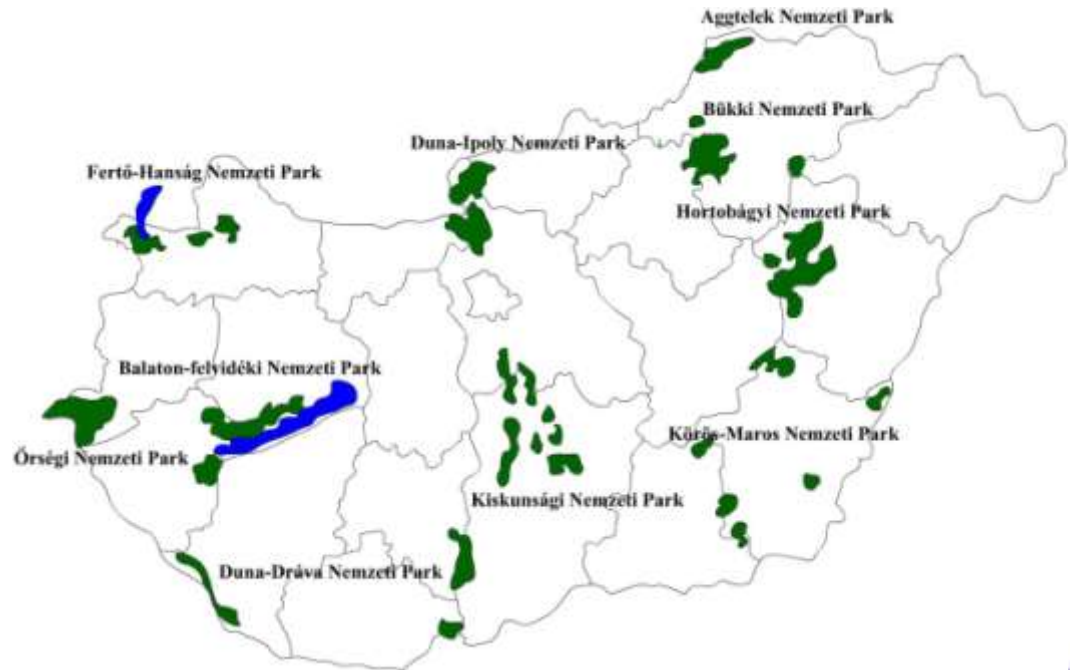 Aggtelek Nemzeti Park
Bükki Nemzeti Park
Duna-Ipoly Nemzeti Park
Fertő-Hanság Nemzeti Park
Hortobágyi Nemzeti Park
Balaton-felvidéki Nemzeti Park
Körös-Maros Nemzeti Park
Őrségi Nemzeti Park
Kiskunsági Nemzeti Park
Duna-Dráva Nemzeti Park